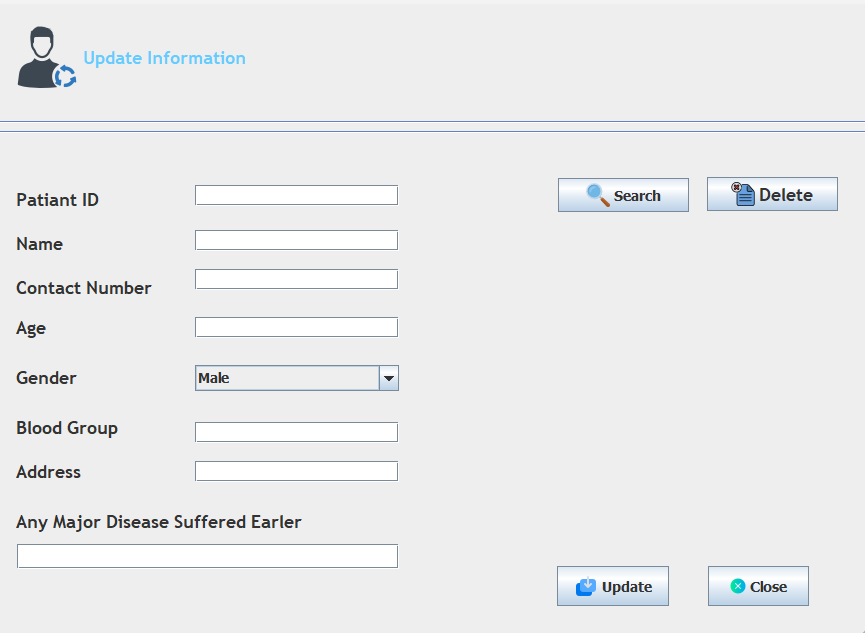 Update Information
Patiant ID
Search
Delete
Name
Contact Number
Age
Gender
Male
Blood Group
Address
Any Major Disease Suffered Earler
Update
Close